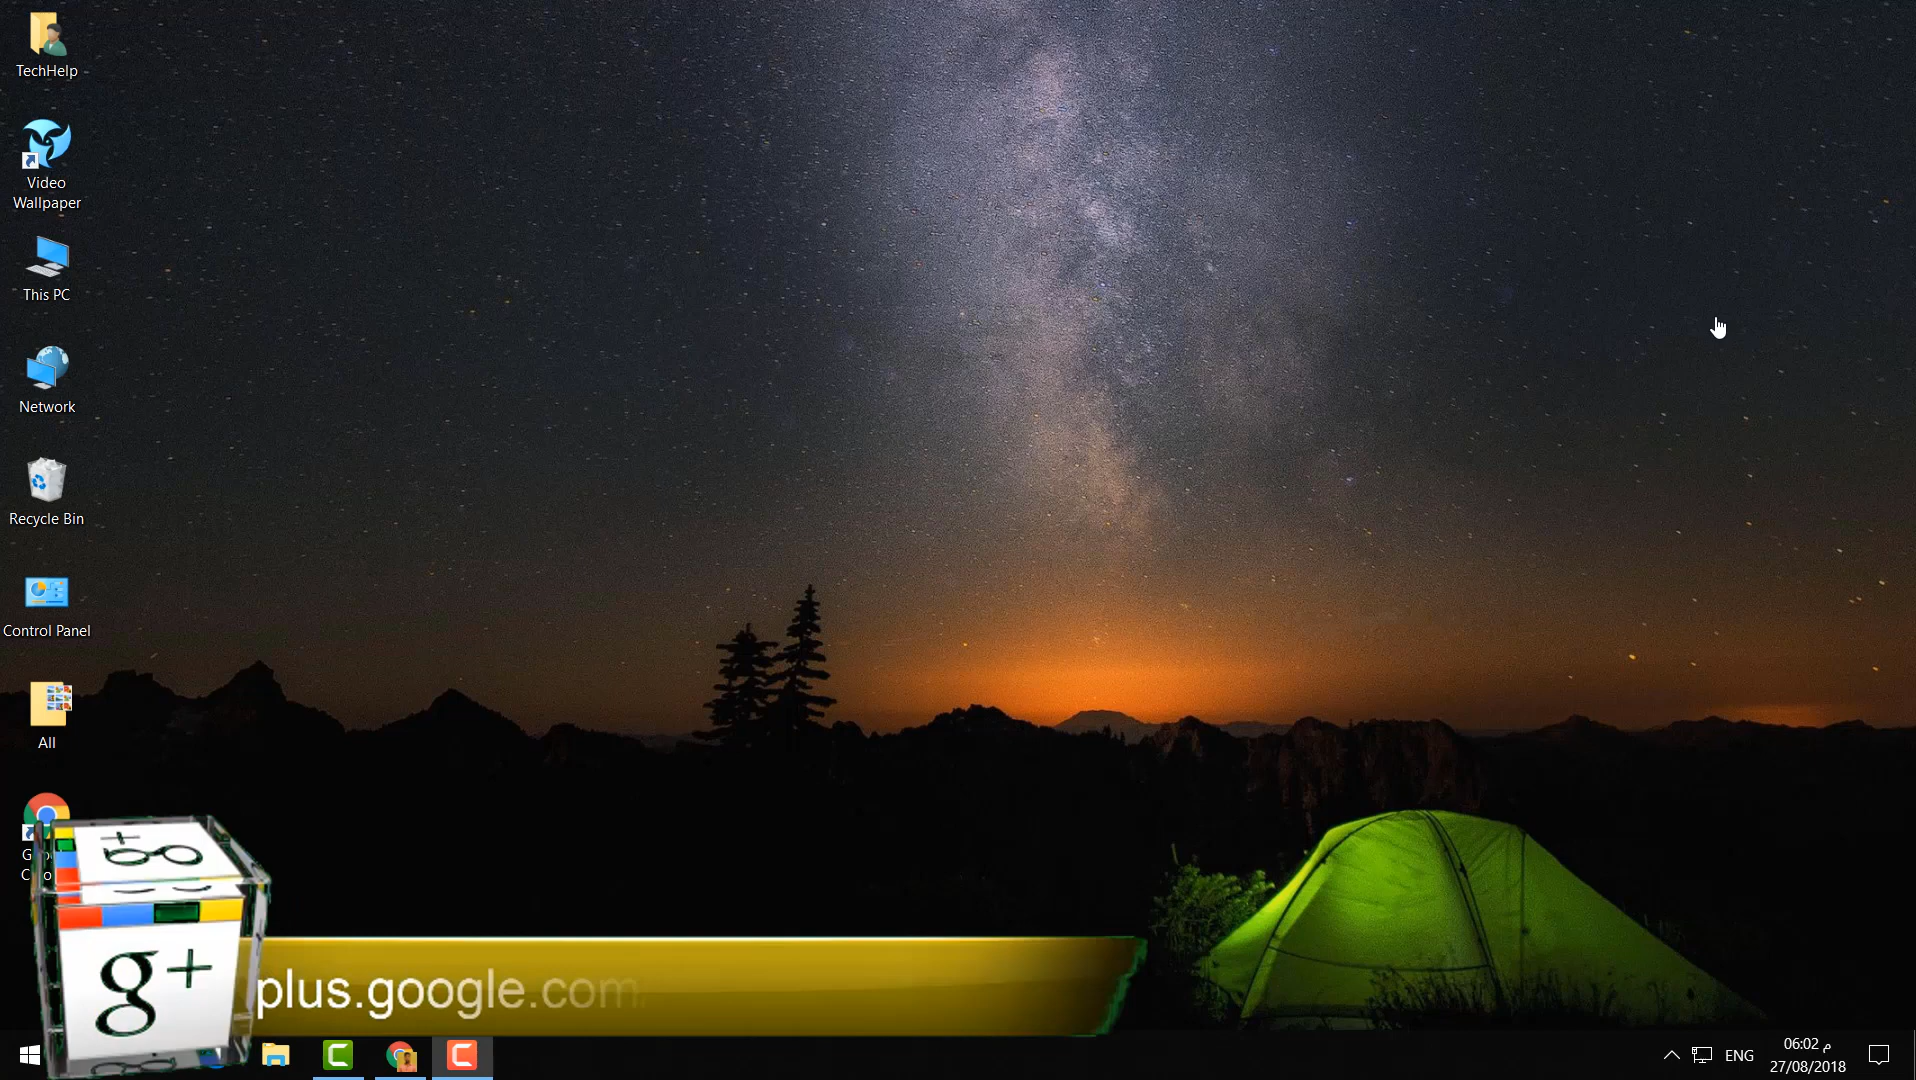 TechHelp
Video
Wallpaper
This PC
Network
Recycle Bin
Control Panel
All
g+
plus.google.com
ENG
06:02 م
27/08/2018